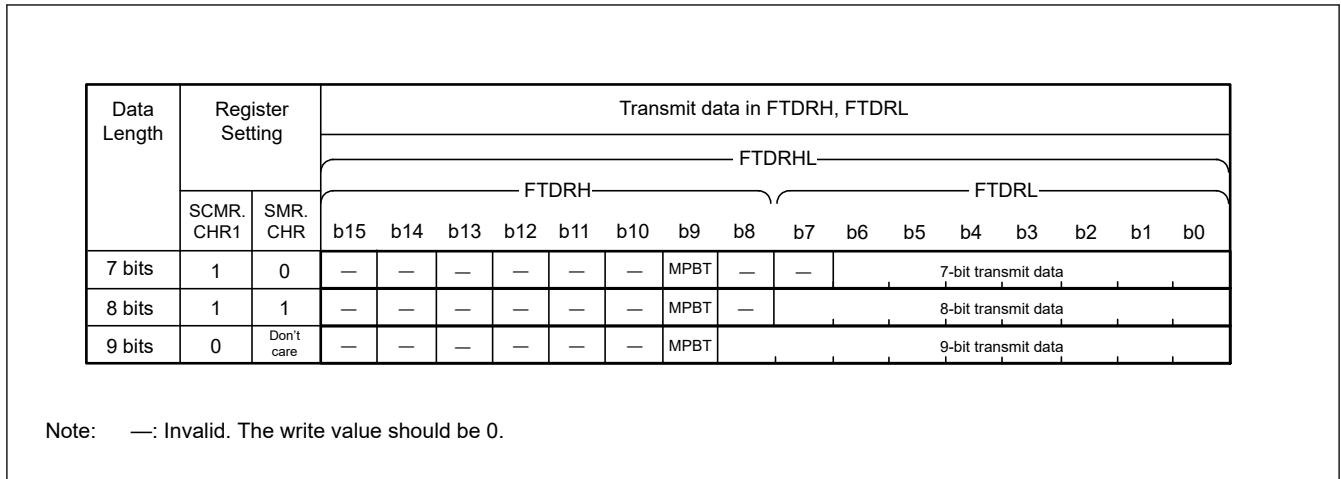 Data Length Register Setting Transmit data in FTDRH, FTDRL
FTDRHL
FTDRH FTDRL
SCMR. CHR1 SMR. CHR b15 b14 b13 b12 b11 b10 b9 b8 b7 b6 b5 b4 b3 b2 b1 b0
7 bits 1 0 — — — — — — MPBT — — 7-bit transmit data
8 bits 1 1 — — — — — — MPBT — 8-bit transmit data
9 bits 0 Don't care — — — — — — MPBT 9-bit transmit data
Note: —: Invalid. The write value should be 0.